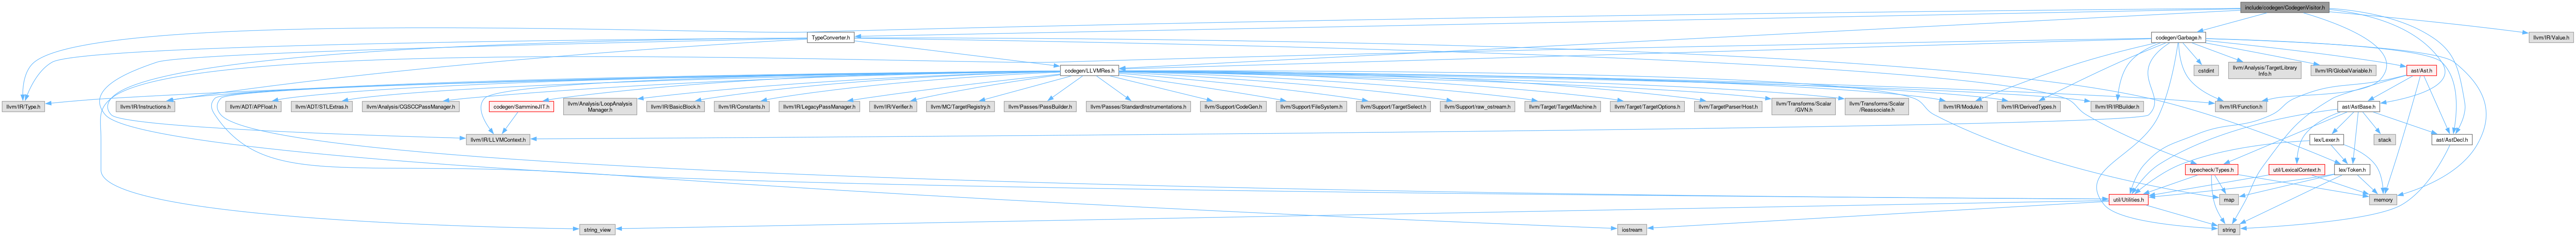 include/codegen/CodegenVisitor.h
TypeConverter.h
codegen/Garbage.h
llvm/IR/Value.h
codegen/LLVMRes.h
cstdint
llvm/Analysis/TargetLibrary
Info.h
llvm/IR/GlobalVariable.h
ast/Ast.h
llvm/IR/Type.h
llvm/IR/Instructions.h
llvm/ADT/APFloat.h
llvm/ADT/STLExtras.h
llvm/Analysis/CGSCCPassManager.h
codegen/SammineJIT.h
llvm/Analysis/LoopAnalysis
Manager.h
llvm/IR/BasicBlock.h
llvm/IR/Constants.h
llvm/IR/LegacyPassManager.h
llvm/IR/Verifier.h
llvm/MC/TargetRegistry.h
llvm/Passes/PassBuilder.h
llvm/Passes/StandardInstrumentations.h
llvm/Support/CodeGen.h
llvm/Support/FileSystem.h
llvm/Support/TargetSelect.h
llvm/Support/raw_ostream.h
llvm/Target/TargetMachine.h
llvm/Target/TargetOptions.h
llvm/TargetParser/Host.h
llvm/Transforms/Scalar
/GVN.h
llvm/Transforms/Scalar
/Reassociate.h
llvm/IR/Module.h
llvm/IR/DerivedTypes.h
llvm/IR/IRBuilder.h
llvm/IR/Function.h
ast/AstBase.h
llvm/IR/LLVMContext.h
lex/Lexer.h
stack
ast/AstDecl.h
typecheck/Types.h
util/LexicalContext.h
lex/Token.h
util/Utilities.h
map
memory
string_view
iostream
string